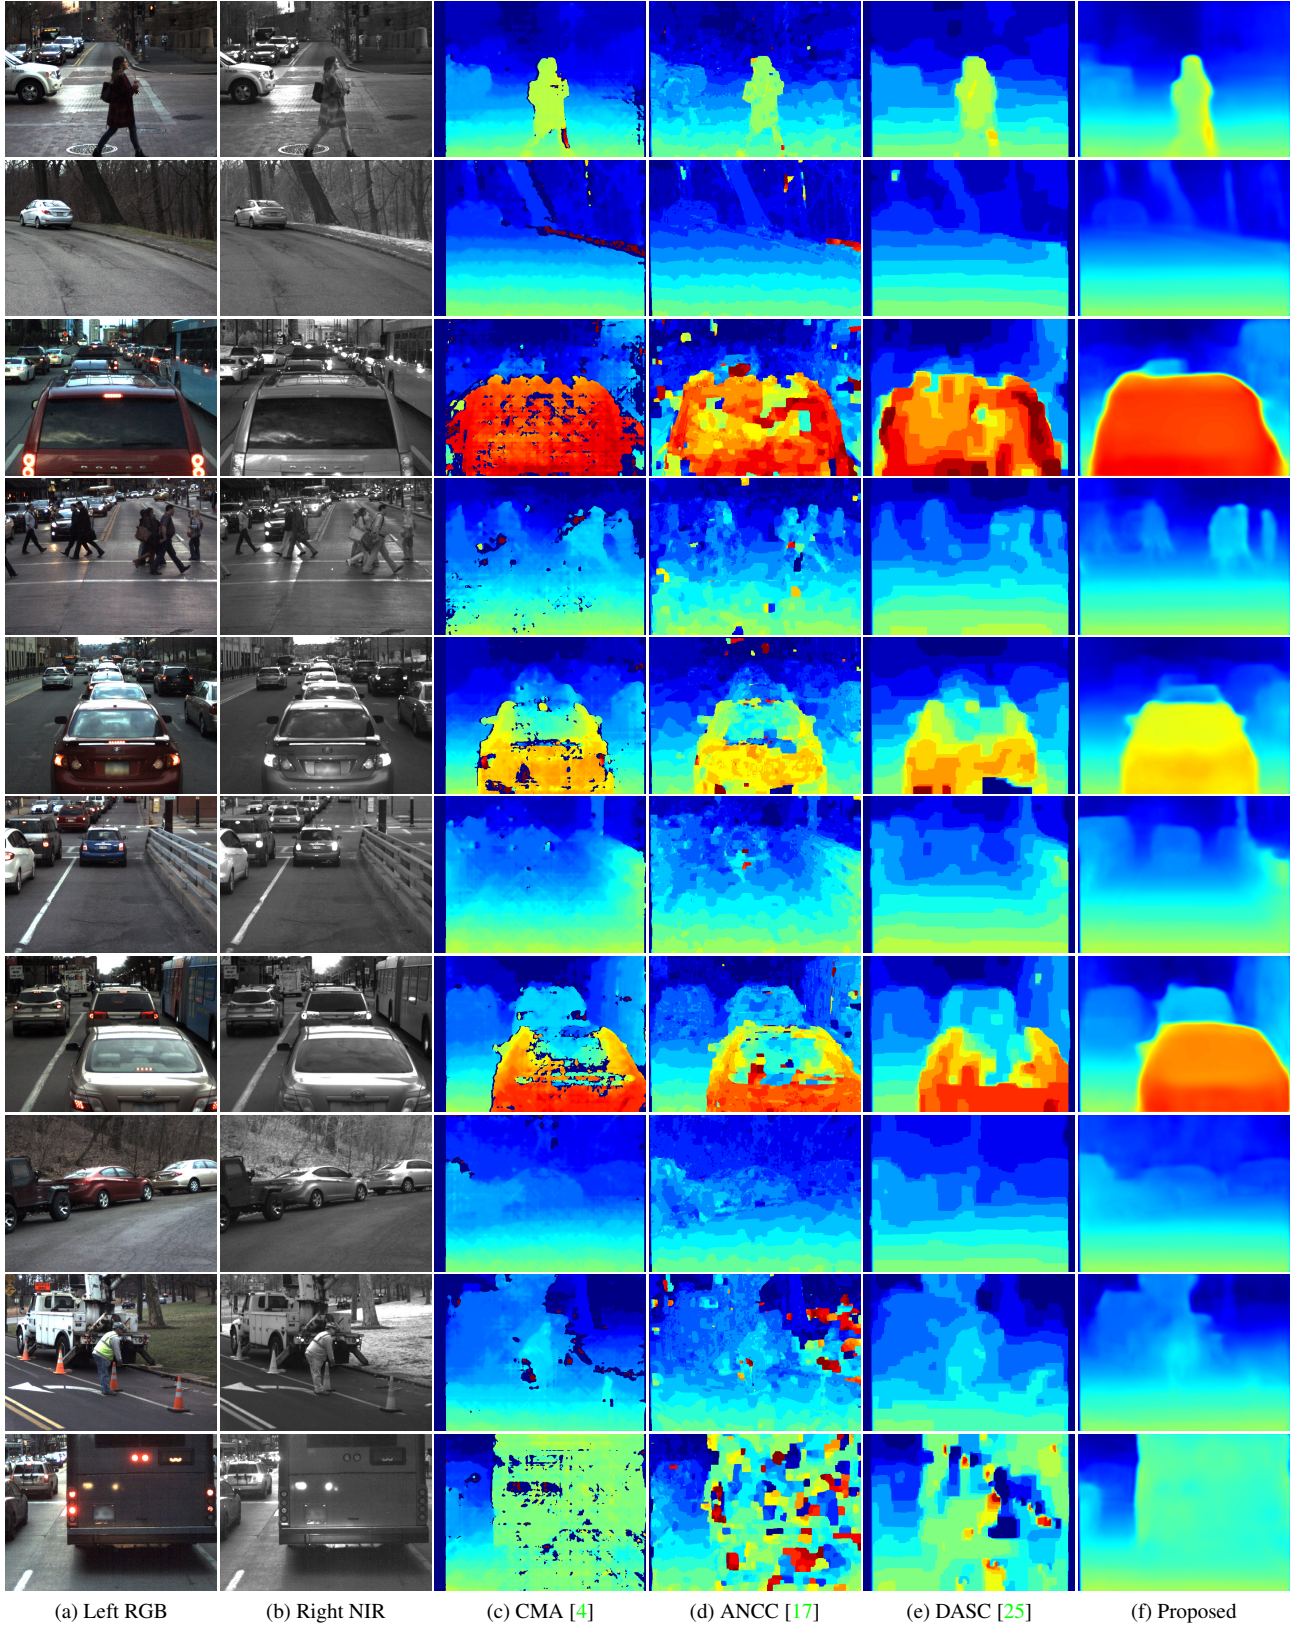 (a) Left RGB
(b) Right NIR
(c) CMA [4]
(d) ANCC [17]
(e) DASC [25]
(f) Proposed